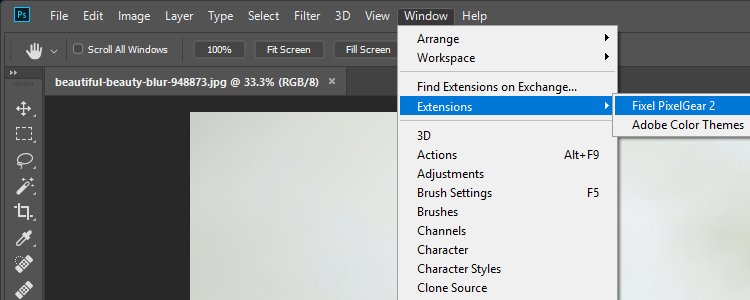 Ps File Edit Image Layer Type Select Filter 3D View Window Help
Scroll All Windows 100% Fit Screen Fill Screen
beautiful-beauty-blur-948873.jpg @ 33.3% (RGB/8) ×
Arrange
Workspace
Find Extensions on Exchange...
Extensions
Fixel PixelGear 2
Adobe Color Themes
3D
Actions Alt+F9
Adjustments
Brush Settings F5
Brushes
Channels
Character
Character Styles
Clone Source